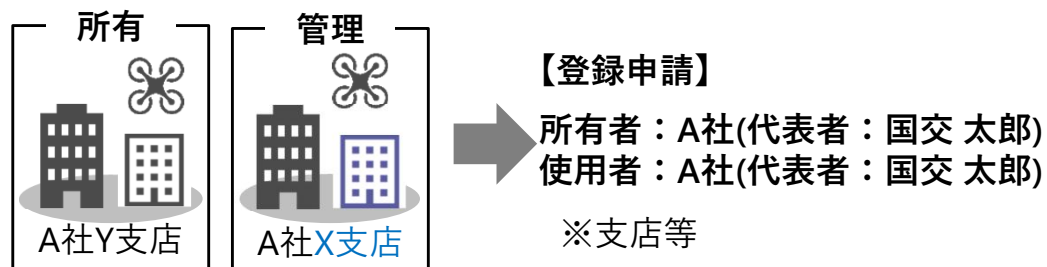 所有
管理
A社Y支店
A社X支店
【登録申請】
所有者：A社(代表者：国交 太郎)
使用者：A社(代表者：国交 太郎)
※支店等